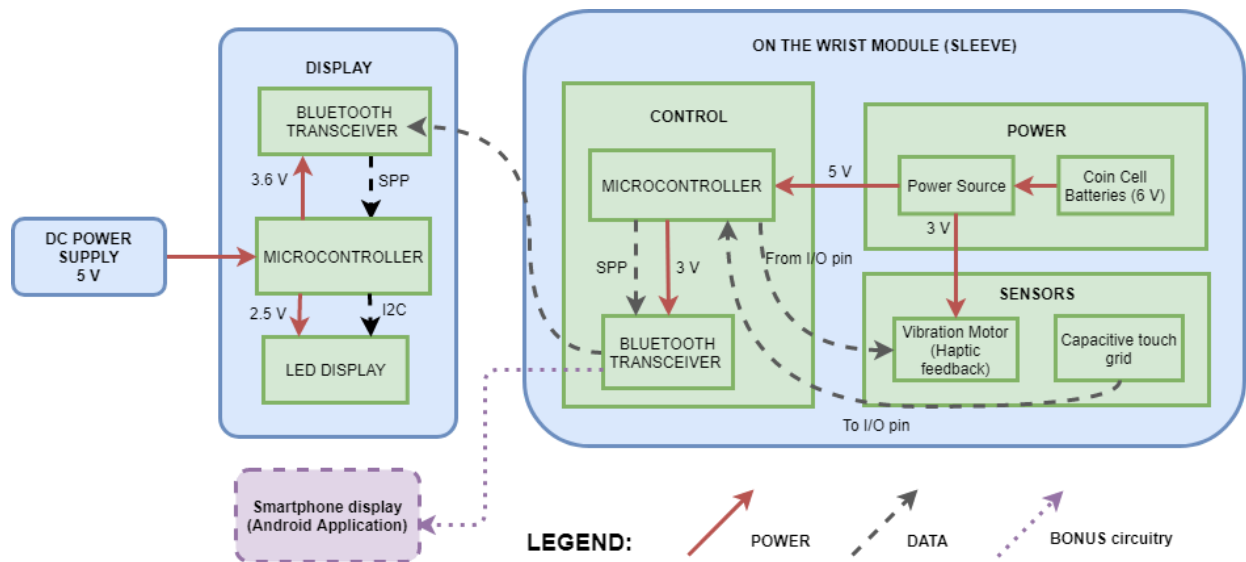 ON THE WRIST MODULE (SLEEVE)
DISPLAY
BLUETOOTH
TRANSCEIVER
3.6 V
SPP
DC POWER
SUPPLY
5 V
MICROCONTROLLER
2.5 V
I2C
LED DISPLAY
CONTROL
MICROCONTROLLER
SPP
3 V
From I/O pin
BLUETOOTH
TRANSCEIVER
5 V
POWER
Power Source
Coin Cell
Batteries (6 V)
3 V
SENSORS
Vibration Motor
(Haptic
feedback)
Capacitive touch
grid
To I/O pin
Smartphone display
(Android Application)
LEGEND:
POWER
DATA
BONUS circuitry